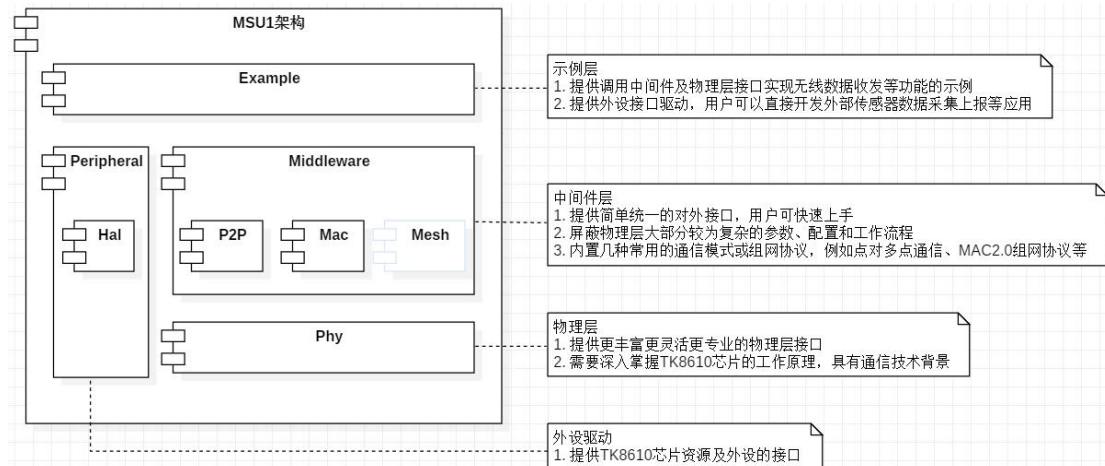 MSU1架构
Example
示例层
1. 提供调用中间件及物理层接口实现无线数据收发等功能的示例
2. 提供外设接口驱动，用户可以直接开发外部传感器数据采集上报等应用
Peripheral
Middleware
Hal
P2P
Mac
Mesh
中间件层
1. 提供简单统一的对外接口，用户可快速上手
2. 屏蔽物理层大部分较为复杂的参数、配置和工作流程
3. 内置几种常用的通信模式或组网协议，例如点对多点通信、MAC2.0组网协议等
Phy
物理层
1. 提供更丰富更灵活更专业的物理层接口
2. 需要深入掌握TK8610芯片的工作原理，具有通信技术背景
外设驱动
1. 提供TK8610芯片资源及外设的接口